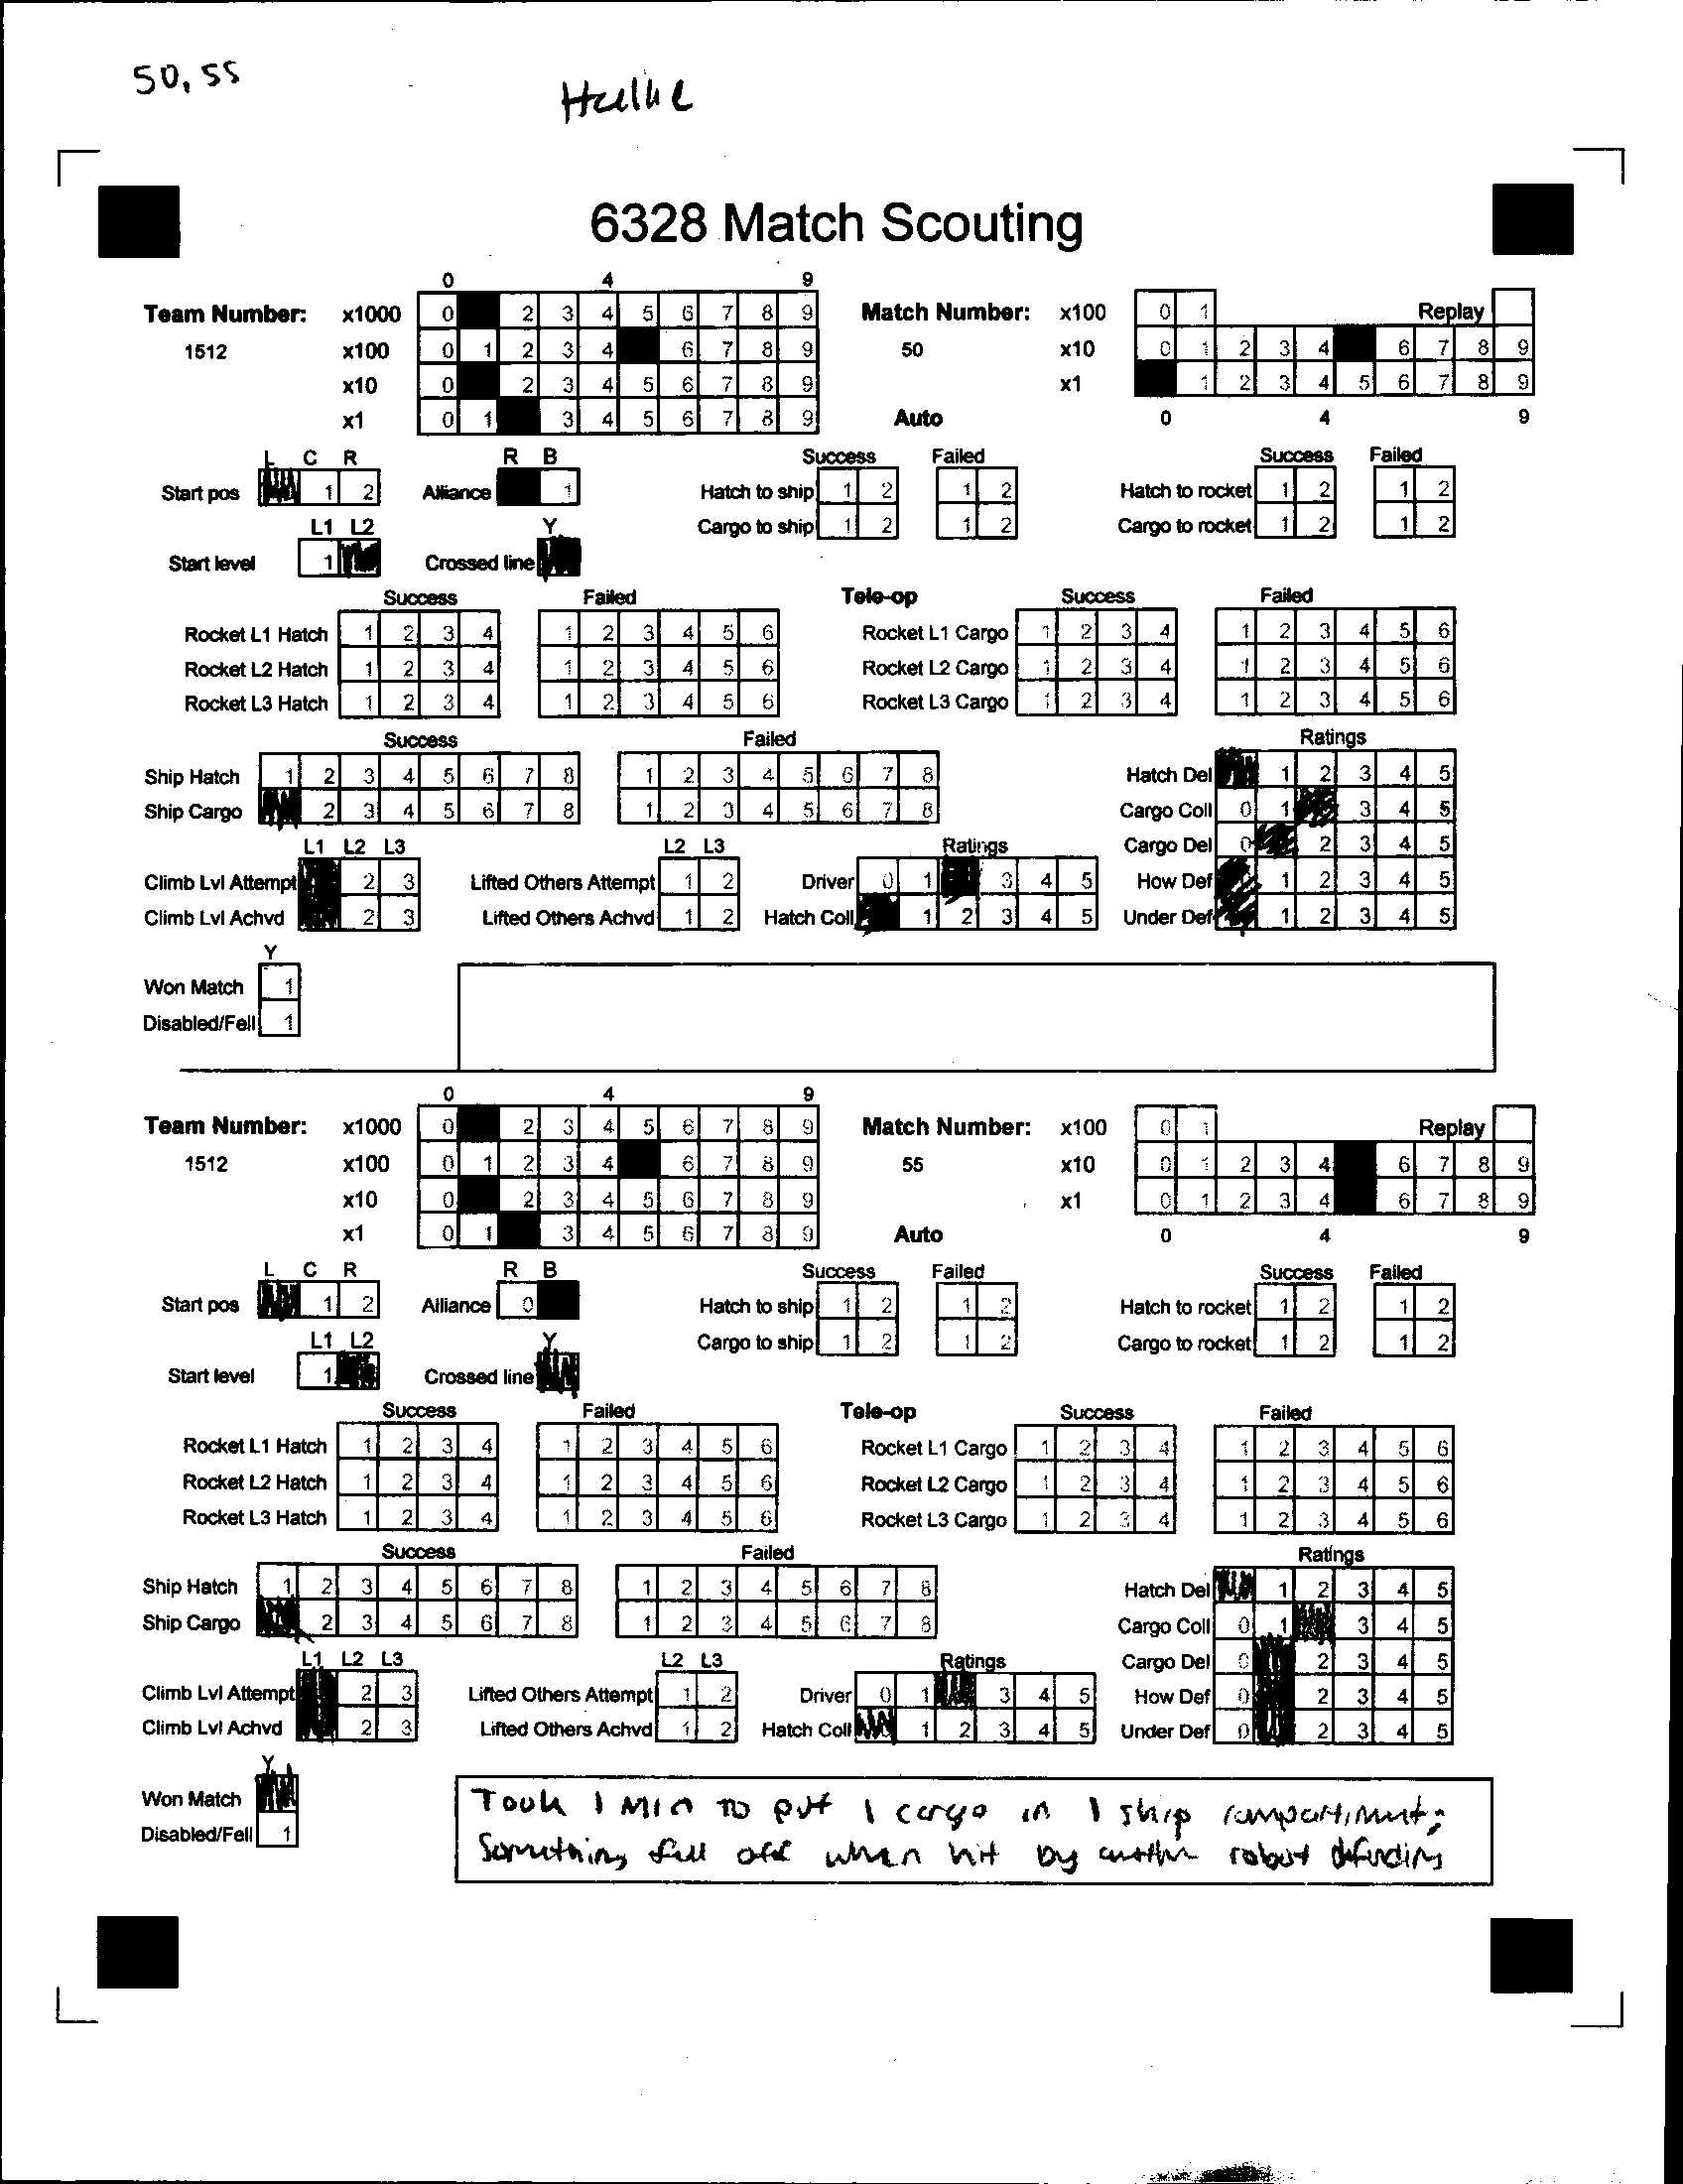 50, 55
6328 Match Scouting
0 4 9
Team Number: x1000 0 2 3 4 5 6 7 8 9 Match Number: x100 0 1 Replay
1512 x100 0 1 2 3 4 6 7 8 9 50 x10 0 1 2 3 4 6 7 8 9
x10 0 2 3 4 5 6 7 8 9 x1 1 2 3 4 5 6 7 8 9
x1 0 1 3 4 5 6 7 8 9 Auto 0 4 9
L C R R B Success Failed Success Failed
Start pos 1 2 Alliance 1 Hatch to ship 1 2 1 2 Hatch to rocket 1 2 1 2
L1 L2 Y Cargo to ship 1 2 1 2 Cargo to rocket 1 2 1 2
Start level 1 Crossed line
Success Failed Tele-op Success Failed
Rocket L1 Hatch 1 2 3 4 1 2 3 4 5 6 Rocket L1 Cargo 1 2 3 4 1 2 3 4 5 6
Rocket L2 Hatch 1 2 3 4 1 2 3 4 5 6 Rocket L2 Cargo 1 2 3 4 1 2 3 4 5 6
Rocket L3 Hatch 1 2 3 4 1 2 3 4 5 6 Rocket L3 Cargo 1 2 3 4 1 2 3 4 5 6
Success Failed Ratings
Ship Hatch 1 2 3 4 5 6 7 8 1 2 3 4 5 6 7 8 Hatch Del 1 2 3 4 5
Ship Cargo 2 3 4 5 6 7 8 1 2 3 4 5 6 7 8 Cargo Coll 0 1 3 4 5
L1 L2 L3 L2 L3 Ratings Cargo Del 0 2 3 4 5
Climb Lvl Attempt 2 3 Lifted Others Attempt 1 2 Driver 0 1 3 4 5 How Def 1 2 3 4 5
Climb Lvl Achvd 2 3 Lifted Others Achvd 1 2 Hatch Coll 1 2 3 4 5 Under Def 1 2 3 4 5
Y
Won Match 1
Disabled/Fell 1
0 4 9
Team Number: x1000 0 2 3 4 5 6 7 8 9 Match Number: x100 0 1 Replay
1512 x100 0 1 2 3 4 6 7 8 9 55 x10 0 1 2 3 4 6 7 8 9
x10 0 2 3 4 5 6 7 8 9 x1 0 1 2 3 4 6 7 8 9
x1 0 1 3 4 5 6 7 8 9 Auto 0 4 9
L C R R B Success Failed Success Failed
Start pos 1 2 Alliance 0 Hatch to ship 1 2 1 2 Hatch to rocket 1 2 1 2
L1 L2 Y Cargo to ship 1 2 1 2 Cargo to rocket 1 2 1 2
Start level 1 Crossed line
Success Failed Tele-op Success Failed
Rocket L1 Hatch 1 2 3 4 1 2 3 4 5 6 Rocket L1 Cargo 1 2 3 4 1 2 3 4 5 6
Rocket L2 Hatch 1 2 3 4 1 2 3 4 5 6 Rocket L2 Cargo 1 2 3 4 1 2 3 4 5 6
Rocket L3 Hatch 1 2 3 4 1 2 3 4 5 6 Rocket L3 Cargo 1 2 3 4 1 2 3 4 5 6
Success Failed Ratings
Ship Hatch 1 2 3 4 5 6 7 8 1 2 3 4 5 6 7 8 Hatch Del 1 2 3 4 5
Ship Cargo 2 3 4 5 6 7 8 1 2 3 4 5 6 7 8 Cargo Coll 0 1 3 4 5
L1 L2 L3 L2 L3 Ratings Cargo Del 0 2 3 4 5
Climb Lvl Attempt 2 3 Lifted Others Attempt 1 2 Driver 0 1 3 4 5 How Def 0 2 3 4 5
Climb Lvl Achvd 2 3 Lifted Others Achvd 1 2 Hatch Coll 1 2 3 4 5 Under Def 0 2 3 4 5
Y
Won Match
Disabled/Fell 1
Took 1 Min TO put 1 cargo in 1 ship compartiment;
Something fell off when hit by another robot defending